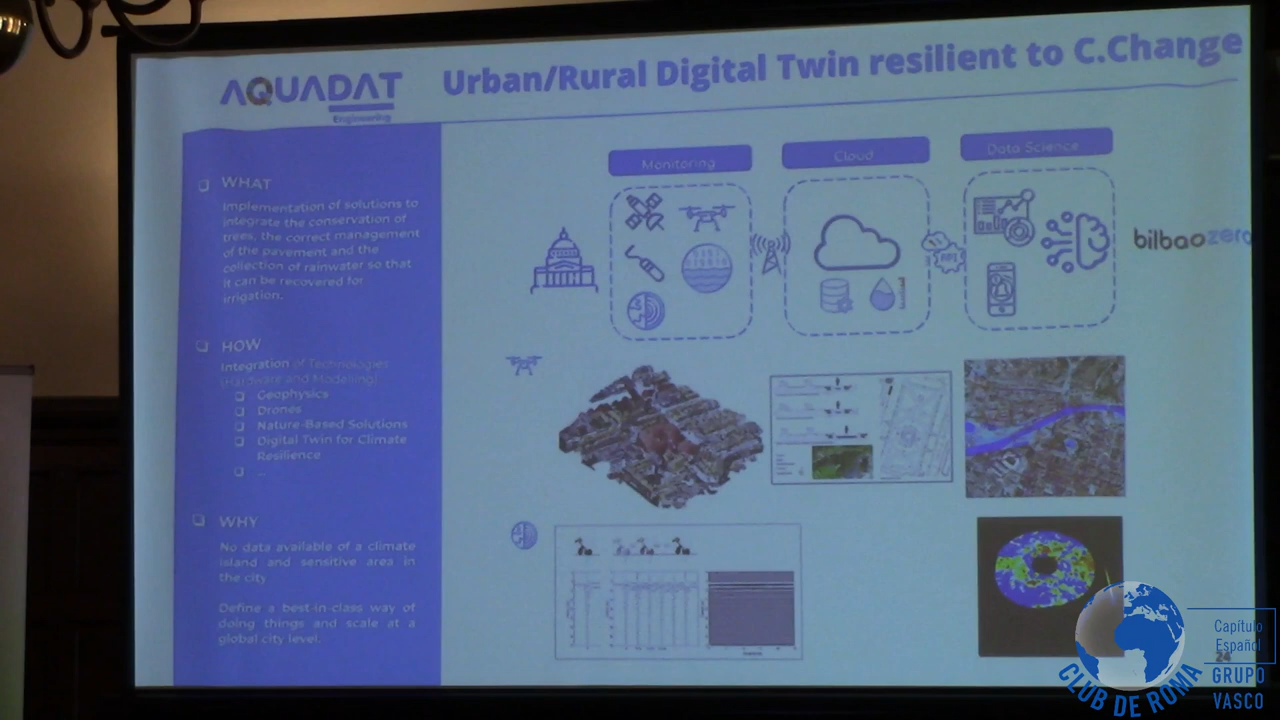 AQUADAT
Engineering
Urban/Rural Digital Twin resilient to C.Change
WHAT
Implementation of solutions to
integrate the conservation of
trees, the correct management
of the pavement and the
collection of rainwater so that
it can be recovered for
irrigation.
HOW
Integration of Technologies
(Hardware and Modelling)
Geophysics
Drones
Nature-Based Solutions
Digital Twin for Climate
Resilience
...
WHY
No data available of a climate
island and sensitive area in
the city
Define a best-in-class way of
doing things and scale at a
global city level.
Monitoring
Cloud
Data Science
API
bilbaozero
24
CLUB DE ROMA
Capítulo
Español
GRUPO
VASCO